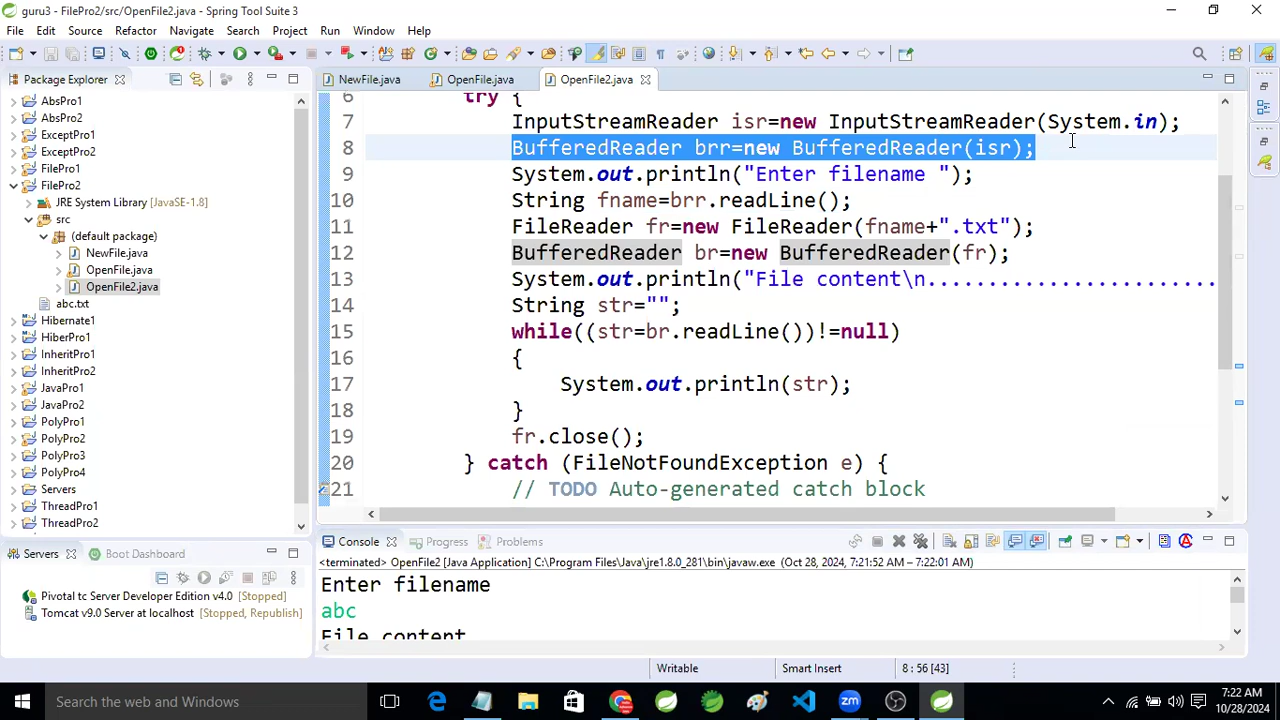 guru3 - FilePro2/src/OpenFile2.java - Spring Tool Suite 3
File Edit Source Refactor Navigate Search Project Run Window Help
Package Explorer
NewFile.java OpenFile.java OpenFile2.java
AbsPro1
AbsPro2
ExceptPro1
ExceptPro2
FilePro1
FilePro2
JRE System Library [JavaSE-1.8]
src
(default package)
NewFile.java
OpenFile.java
OpenFile2.java
abc.txt
Hibernate1
HiberPro1
InheritPro1
InheritPro2
JavaPro1
JavaPro2
PolyPro1
PolyPro2
PolyPro3
PolyPro4
Servers
ThreadPro1
ThreadPro2
6 try {
7 InputStreamReader isr=new InputStreamReader(System.in);
8 BufferedReader brr=new BufferedReader(isr);
9 System.out.println("Enter filename ");
10 String fname=brr.readLine();
11 FileReader fr=new FileReader(fname+".txt");
12 BufferedReader br=new BufferedReader(fr);
13 System.out.println("File content\n........................
14 String str="";
15 while((str=br.readLine())!=null)
16 {
17 System.out.println(str);
18 }
19 fr.close();
20 } catch (FileNotFoundException e) {
21 // TODO Auto-generated catch block
Servers Boot Dashboard
Pivotal tc Server Developer Edition v4.0 [Stopped]
Tomcat v9.0 Server at localhost [Stopped, Republish]
Console Progress Problems
<terminated> OpenFile2 [Java Application] C:\Program Files\Java\jre1.8.0_281\bin\javaw.exe (Oct 28, 2024, 7:21:52 AM – 7:22:01 AM)
Enter filename
abc
File content
Writable Smart Insert 8 : 56 [43]
Search the web and Windows
7:22 AM
10/28/2024